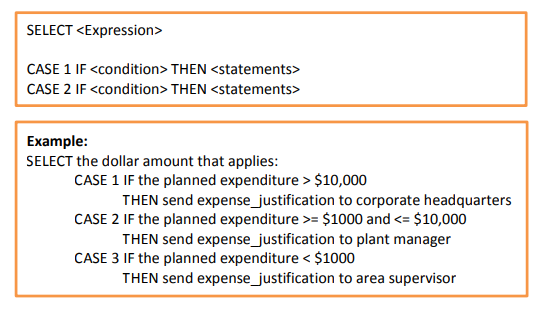 SELECT <Expression>
CASE 1 IF <condition> THEN <statements>
CASE 2 IF <condition> THEN <statements>
Example:
SELECT the dollar amount that applies:
CASE 1 IF the planned expenditure > $10,000
THEN send expense_justification to corporate headquarters
CASE 2 IF the planned expenditure >= $1000 and <= $10,000
THEN send expense_justification to plant manager
CASE 3 IF the planned expenditure < $1000
THEN send expense_justification to area supervisor